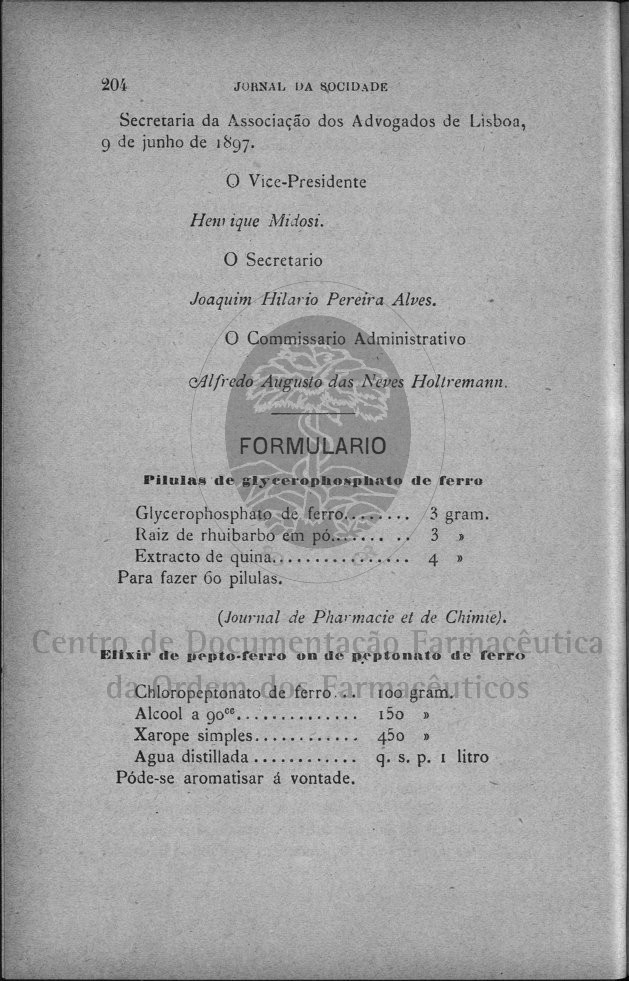 204 JORNAL DA SOCIDADE
Secretaria da Associação dos Advogados de Lisboa,
9 de junho de 1897.
O Vice-Presidente
Henrique Midosi.
O Secretario
Joaquim Hilario Pereira Alves.
O Commissario Administrativo
Alfredo Augusto das Neves Holtremann.
FORMULARIO
Pilulas de glycerophosphato de ferro
Glycerophosphato de ferro........ 3 gram.
Raiz de rhuibarbo em pó....... .. 3 »
Extracto de quina................ 4 »
Para fazer 60 pilulas.
(Journal de Pharmacie et de Chimie).
Centro de Documentação Farmacêutica
Elixir de pepto-ferro on de peptonato de ferro
da Ordem dos Farmacêuticos
Chloropeptonato de ferro... 100 gram.
Alcool a 90ce.............. 150 »
Xarope simples............ 450 »
Agua distillada............ q. s. p. 1 litro
Póde-se aromatisar á vontade.